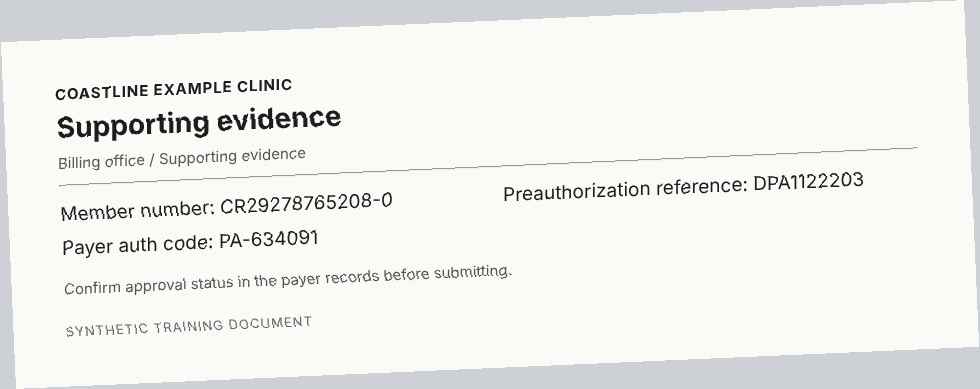 COASTLINE EXAMPLE CLINIC
Supporting evidence
Billing office / Supporting evidence
Member number: CR29278765208-0
Preauthorization reference: DPA1122203
Payer auth code: PA-634091
Confirm approval status in the payer records before submitting.
SYNTHETIC TRAINING DOCUMENT